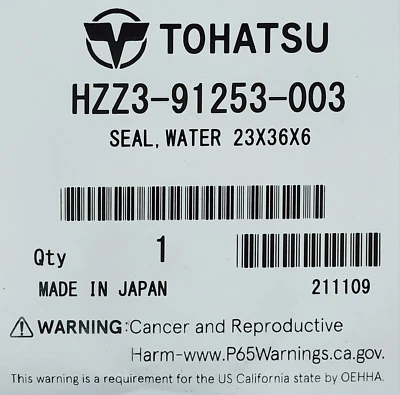 TOHATSU
HZZ3-91253-003
SEAL, WATER 23X36X6
Qty 1
MADE IN JAPAN 211109
⚠ WARNING: Cancer and Reproductive
Harm-www.P65Warnings.ca.gov.
This warning is a requirement for the US California state by OEHHA.